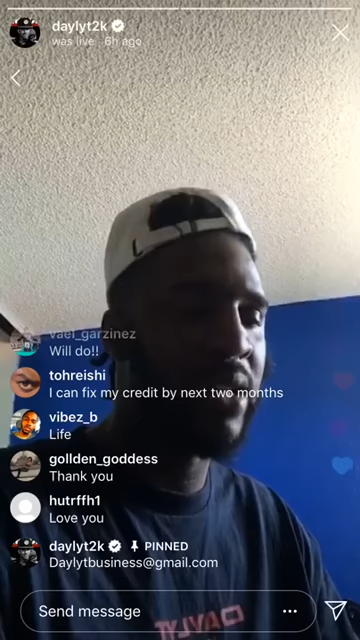 daylyt2k
was live · 6h ago
vael_garzinez
Will do!!
tohreishi
I can fix my credit by next two months
vibez_b
Life
gollden_goddess
Thank you
hutrffh1
Love you
daylyt2k PINNED
Daylytbusiness@gmail.com
Send message